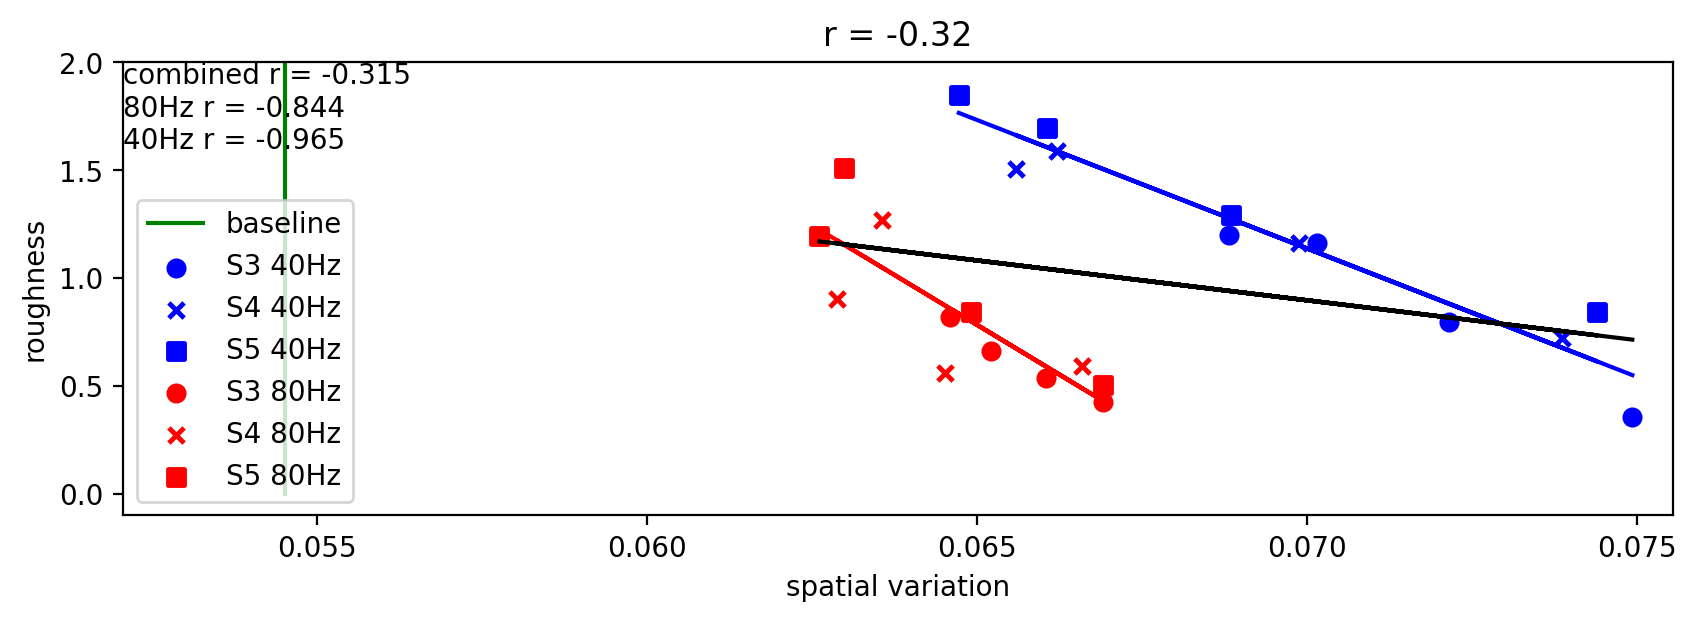 r = -0.32
combined r = -0.315
80Hz r = -0.844
40Hz r = -0.965
2.0
1.5
1.0
0.5
0.0
roughness
baseline
S3 40Hz
S4 40Hz
S5 40Hz
S3 80Hz
S4 80Hz
S5 80Hz
0.055 0.060 0.065 0.070 0.075
spatial variation